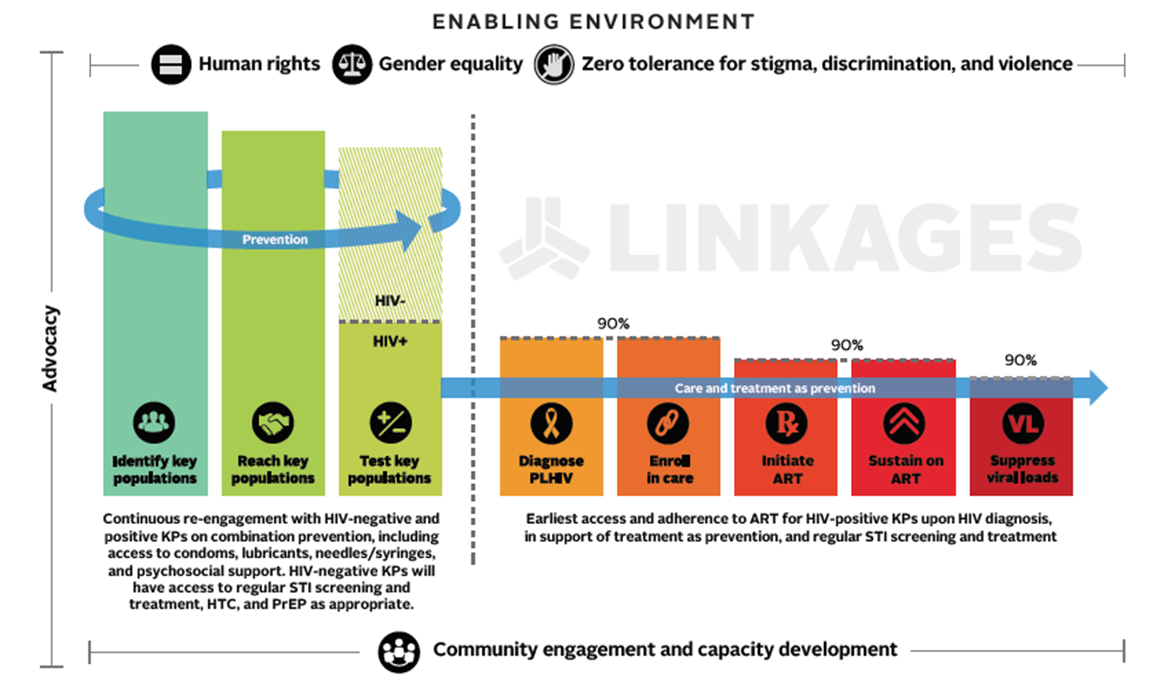 ENABLING ENVIRONMENT
Human rights Gender equality Zero tolerance for stigma, discrimination, and violence
Advocacy
LINKAGES
Prevention
HIV-
HIV+
90%
90%
90%
Care and treatment as prevention
Rx
VL
Identify key
populations
Reach key
populations
Test key
populations
Diagnose
PLHIV
Enroll
in care
Initiate
ART
Sustain on
ART
Suppress
viral loads
Continuous re-engagement with HIV-negative and
positive KPs on combination prevention, including
access to condoms, lubricants, needles/syringes,
and psychosocial support. HIV-negative KPs will
have access to regular STI screening and
treatment, HTC, and PrEP as appropriate.
Earliest access and adherence to ART for HIV-positive KPs upon HIV diagnosis,
in support of treatment as prevention, and regular STI screening and treatment
Community engagement and capacity development